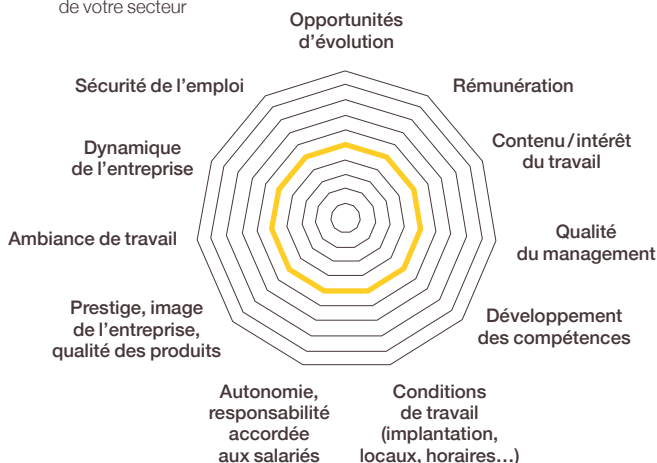 de votre secteur
Opportunités
d’évolution
Sécurité de l’emploi
Rémunération
Dynamique
de l’entreprise
Contenu / intérêt
du travail
Ambiance de travail
Qualité
du management
Prestige, image
de l’entreprise,
qualité des produits
Développement
des compétences
Autonomie,
responsabilité
accordée
aux salariés
Conditions
de travail
(implantation,
locaux, horaires…)